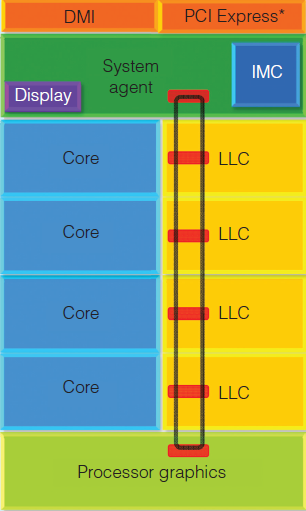 DMI
PCI Express*
System
agent
IMC
Display
Core
LLC
Core
LLC
Core
LLC
Core
LLC
Processor graphics